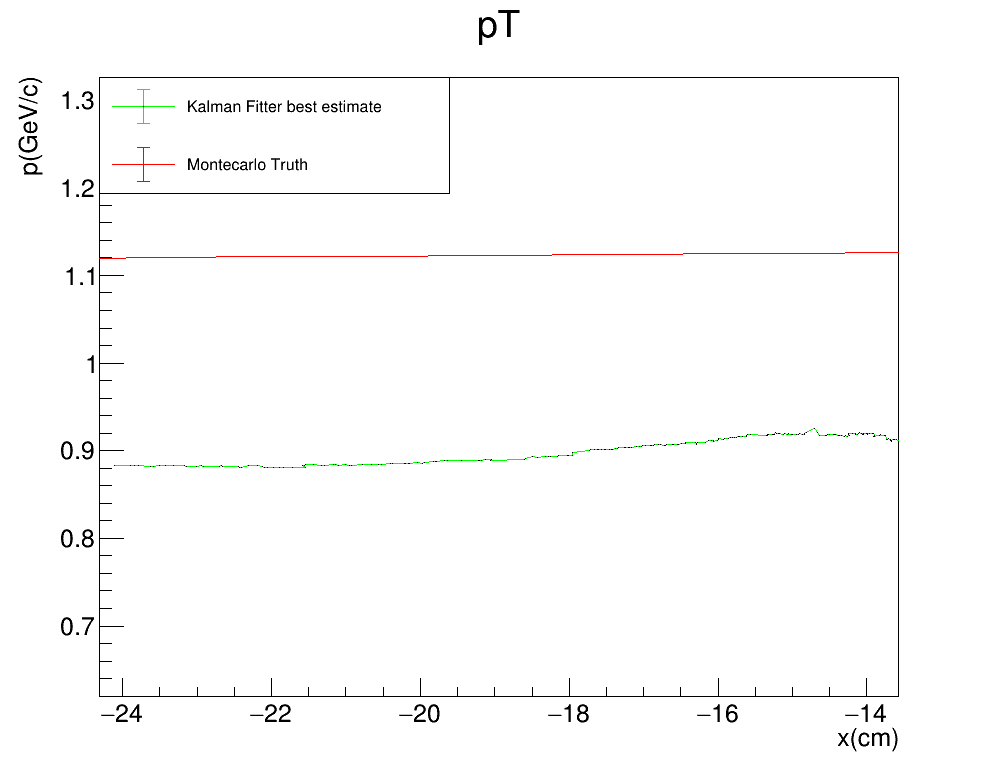 pT
p(GeV/c)
1.3
1.2
1.1
1
0.9
0.8
0.7
Kalman Fitter best estimate
Montecarlo Truth
−24 −22 −20 −18 −16 −14
x(cm)